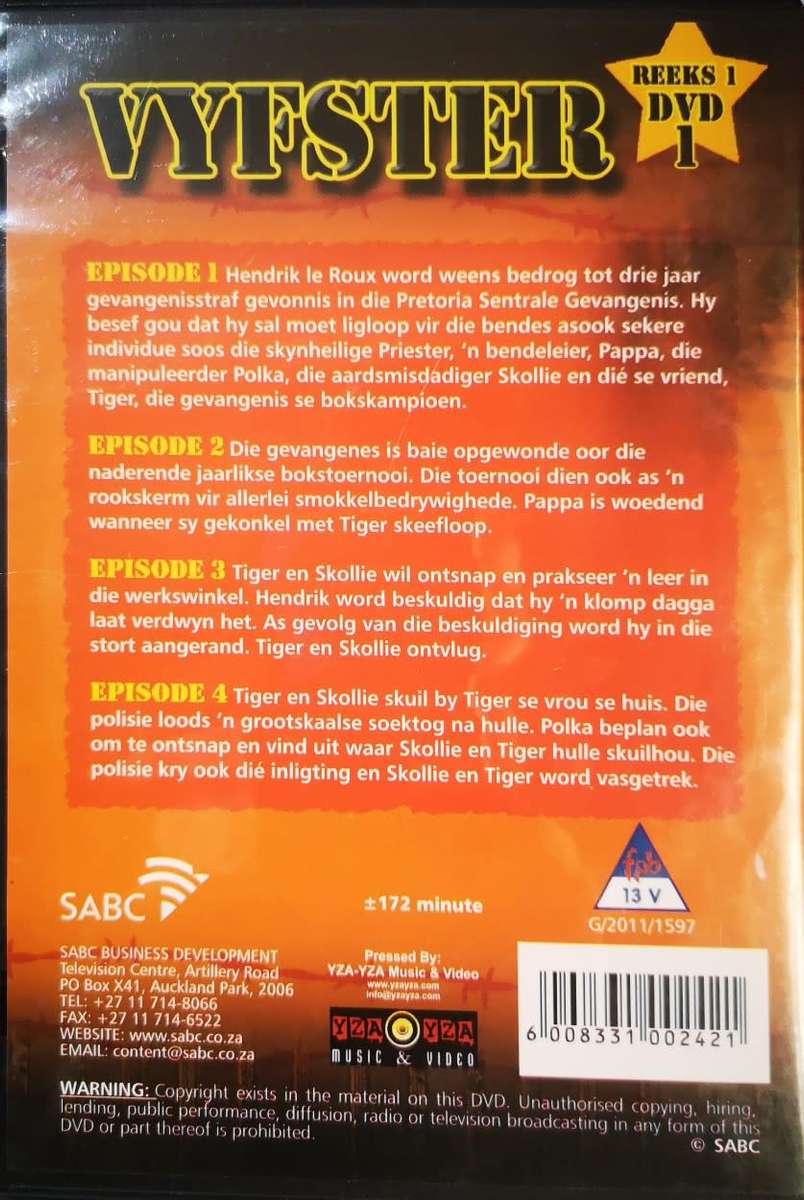 REEKS 1
DVD
1
VYFSTER
EPISODE 1 Hendrik le Roux word weens bedrog tot drie jaar
gevangenisstraf gevonnis in die Pretoria Sentrale Gevangenis. Hy
besef gou dat hy sal moet ligloop vir die bendes asook sekere
individue soos die skynheilige Priester, 'n bendeleier, Pappa, die
manipuleerder Polka, die aardsmisdadiger Skollie en dié se vriend,
Tiger, die gevangenis se bokskampioen.
EPISODE 2 Die gevangenes is baie opgewonde oor die
naderende jaarlikse bokstoernooi. Die toernooi dien ook as 'n
rookskerm vir allerlei smokkelbedrywighede. Pappa is woedend
wanneer sy gekonkel met Tiger skeefloop.
EPISODE 3 Tiger en Skollie wil ontsnap en prakseer 'n leer in
die werkswinkel. Hendrik word beskuldig dat hy 'n klomp dagga
laat verdwyn het. As gevolg van die beskuldiging word hy in die
stort aangerand. Tiger en Skollie ontvlug.
EPISODE 4 Tiger en Skollie skuil by Tiger se vrou se huis. Die
polisie loods 'n grootskaalse soektog na hulle. Polka beplan ook
om te ontsnap en vind uit waar Skollie en Tiger hulle skuilhou. Die
polisie kry ook dié inligting en Skollie en Tiger word vasgetrek.
SABC
±172 minute
fpb
13 V
G/2011/1597
SABC BUSINESS DEVELOPMENT
Television Centre, Artillery Road
PO Box X41, Auckland Park, 2006
TEL: +27 11 714-8066
FAX: +27 11 714-6522
WEBSITE: www.sabc.co.za
EMAIL: content@sabc.co.za
Pressed By:
YZA-YZA Music & Video
www.yzayza.com
info@yzayza.com
YZA YZA
MUSIC & VIDEO
6 008331 002421
WARNING: Copyright exists in the material on this DVD. Unauthorised copying, hiring,
lending, public performance, diffusion, radio or television broadcasting in any form of this
DVD or part thereof is prohibited.
© SABC